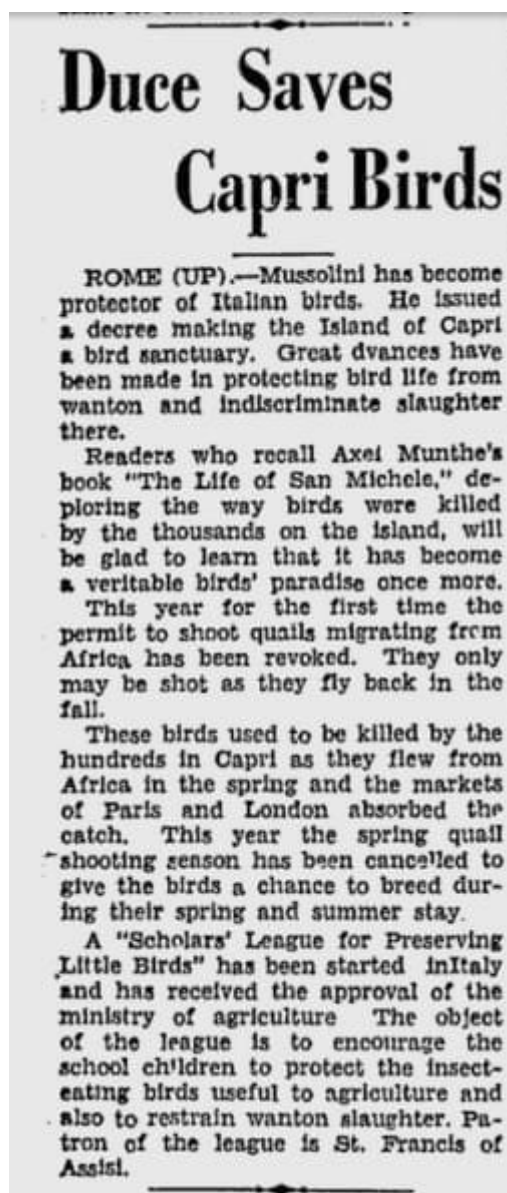 Duce Saves
Capri Birds
ROME (UP).—Mussolini has become
protector of Italian birds. He issued
a decree making the Island of Capri
a bird sanctuary. Great dvances have
been made in protecting bird life from
wanton and indiscriminate slaughter
there.
Readers who recall Axel Munthe's
book "The Life of San Michele," de-
ploring the way birds were killed
by the thousands on the island, will
be glad to learn that it has become
a veritable birds' paradise once more.
This year for the first time the
permit to shoot quails migrating from
Africa has been revoked. They only
may be shot as they fly back in the
fall.
These birds used to be killed by the
hundreds in Capri as they flew from
Africa in the spring and the markets
of Paris and London absorbed the
catch. This year the spring quail
shooting season has been cancelled to
give the birds a chance to breed dur-
ing their spring and summer stay.
A "Scholars' League for Preserving
Little Birds" has been started inItaly
and has received the approval of the
ministry of agriculture The object
of the league is to encourage the
school children to protect the insect-
eating birds useful to agriculture and
also to restrain wanton slaughter. Pa-
tron of the league is St. Francis of
Assisi.